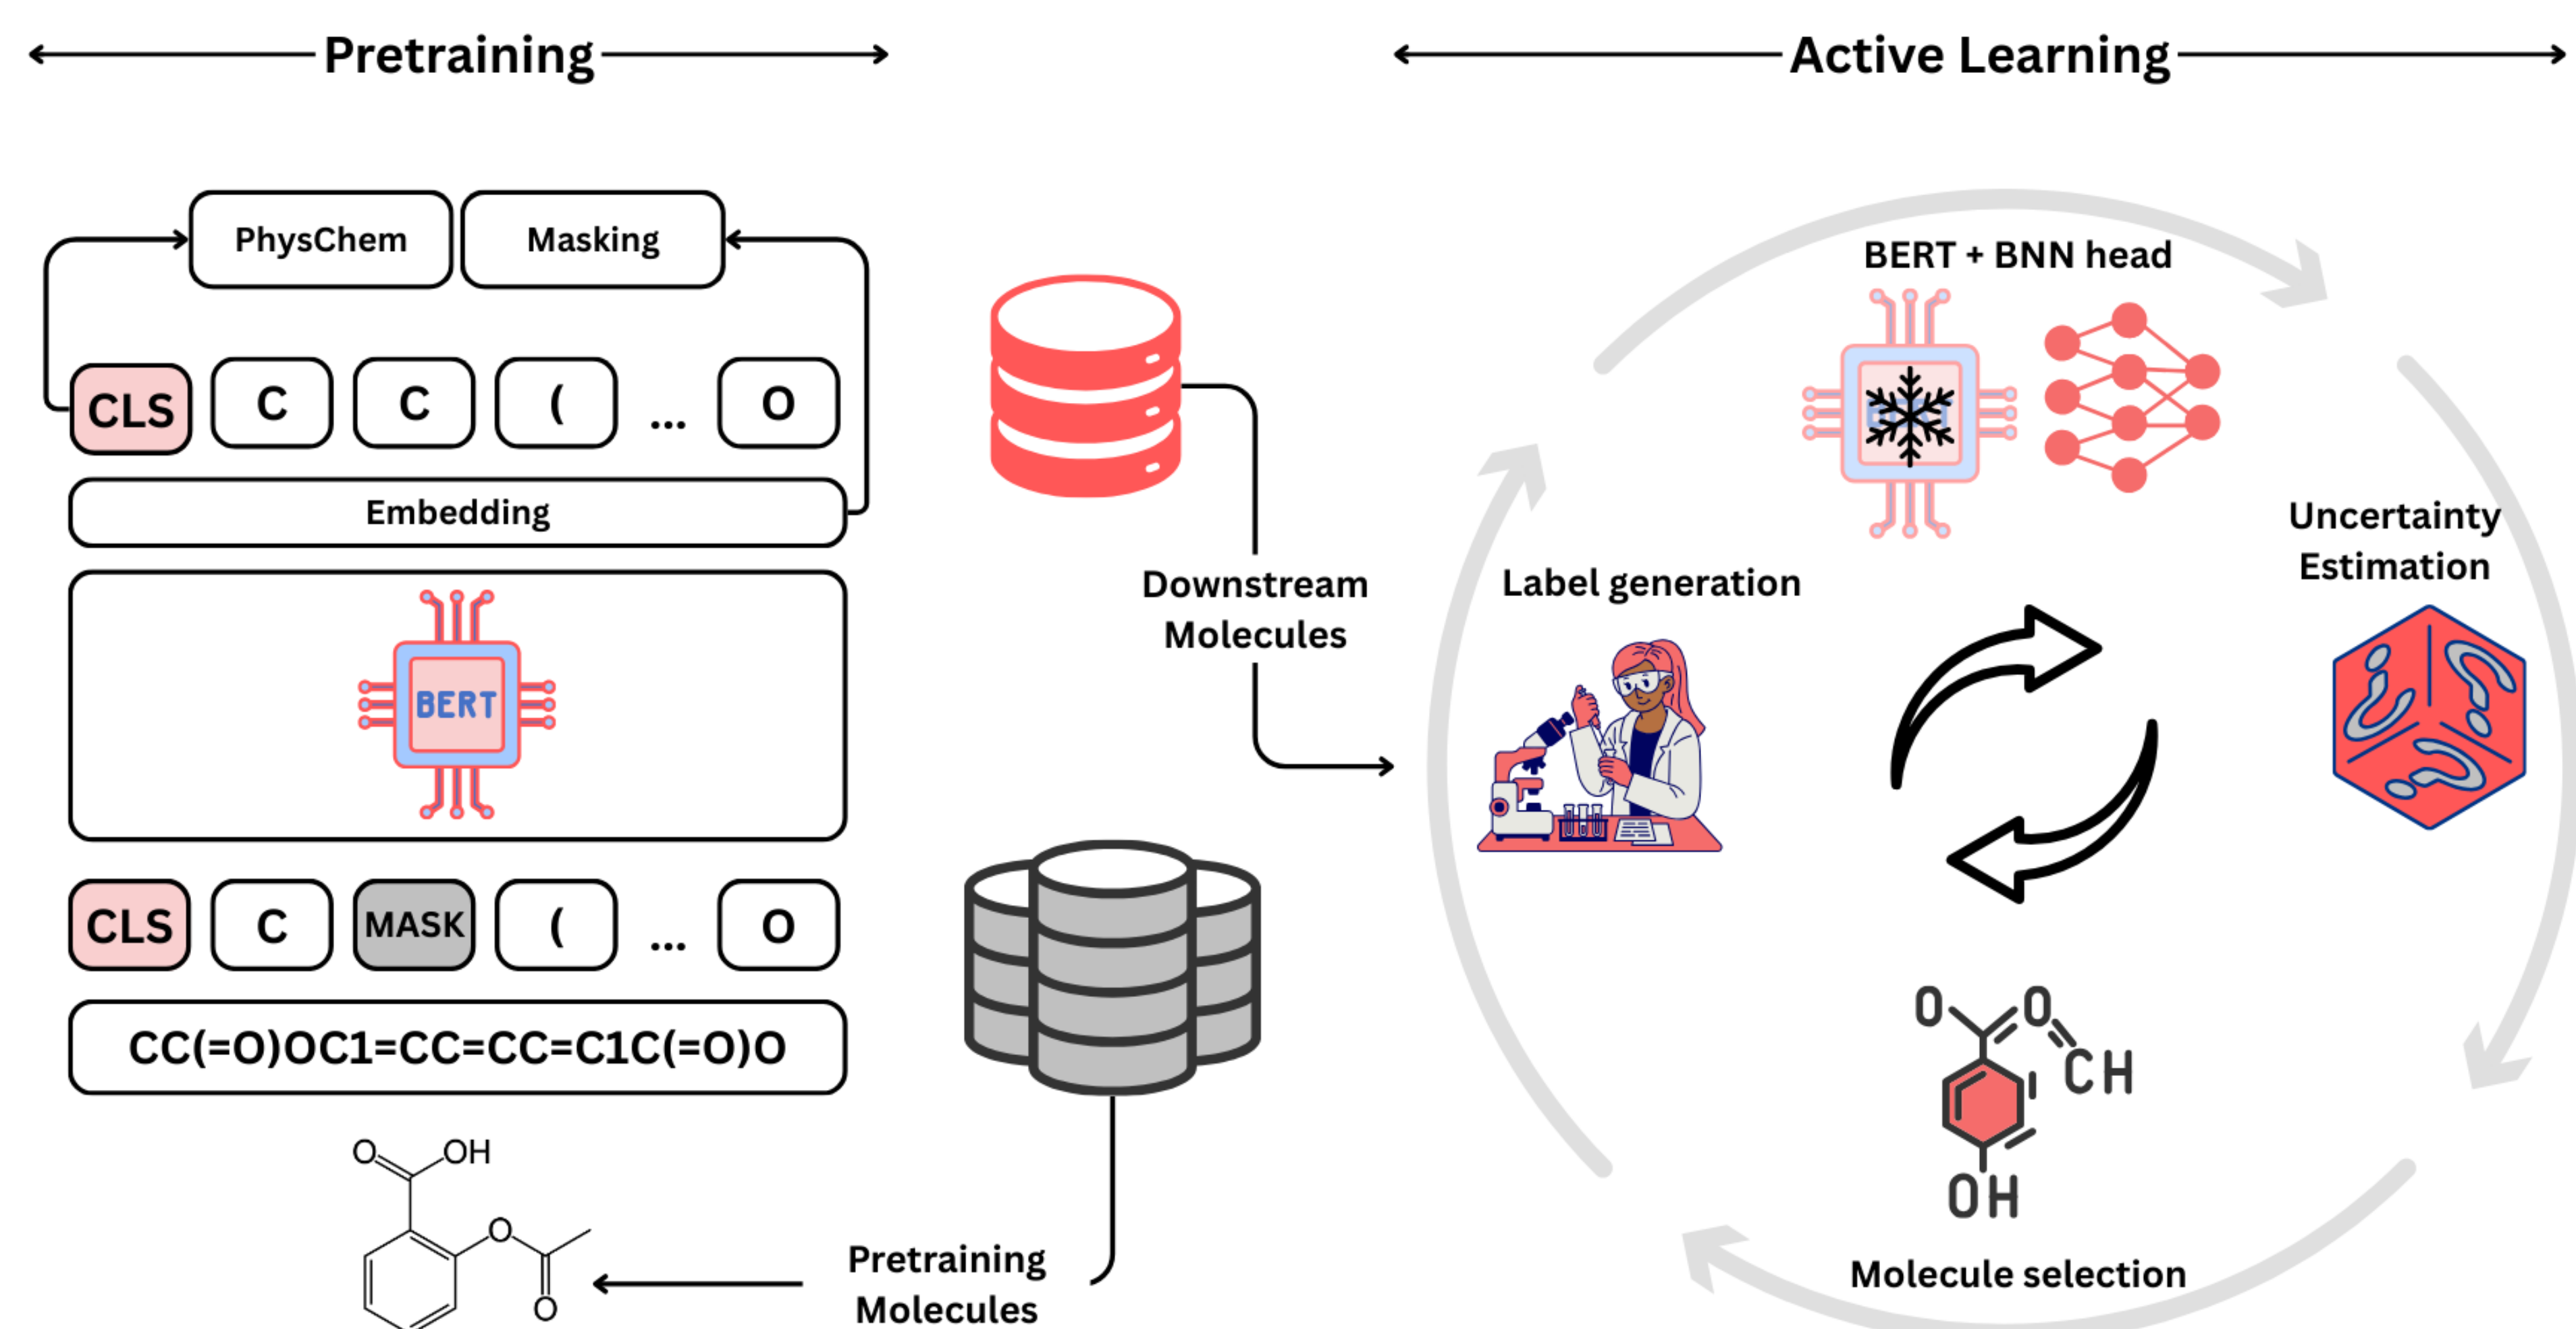 Pretraining
Active Learning
PhysChem
Masking
CLS C C ( ... O
Embedding
BERT
CLS C MASK ( ... O
CC(=O)OC1=CC=CC=C1C(=O)O
O
OH
O
O
Pretraining
Molecules
Downstream
Molecules
BERT + BNN head
Uncertainty
Estimation
? ? ?
Label generation
O
O
CH
OH
Molecule selection